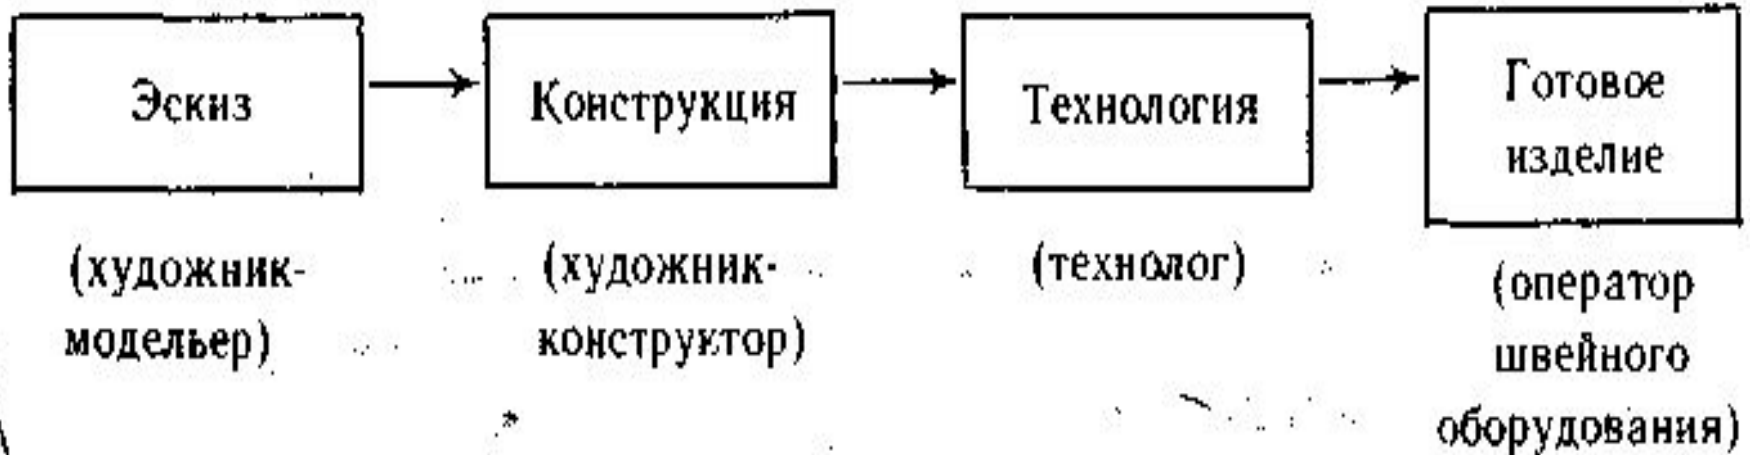 Эскиз
Конструкция
Технология
Готовое
изделие
(художник-
модельер)
(художник-
конструктор)
(технолог)
(оператор
швейного
оборудования)